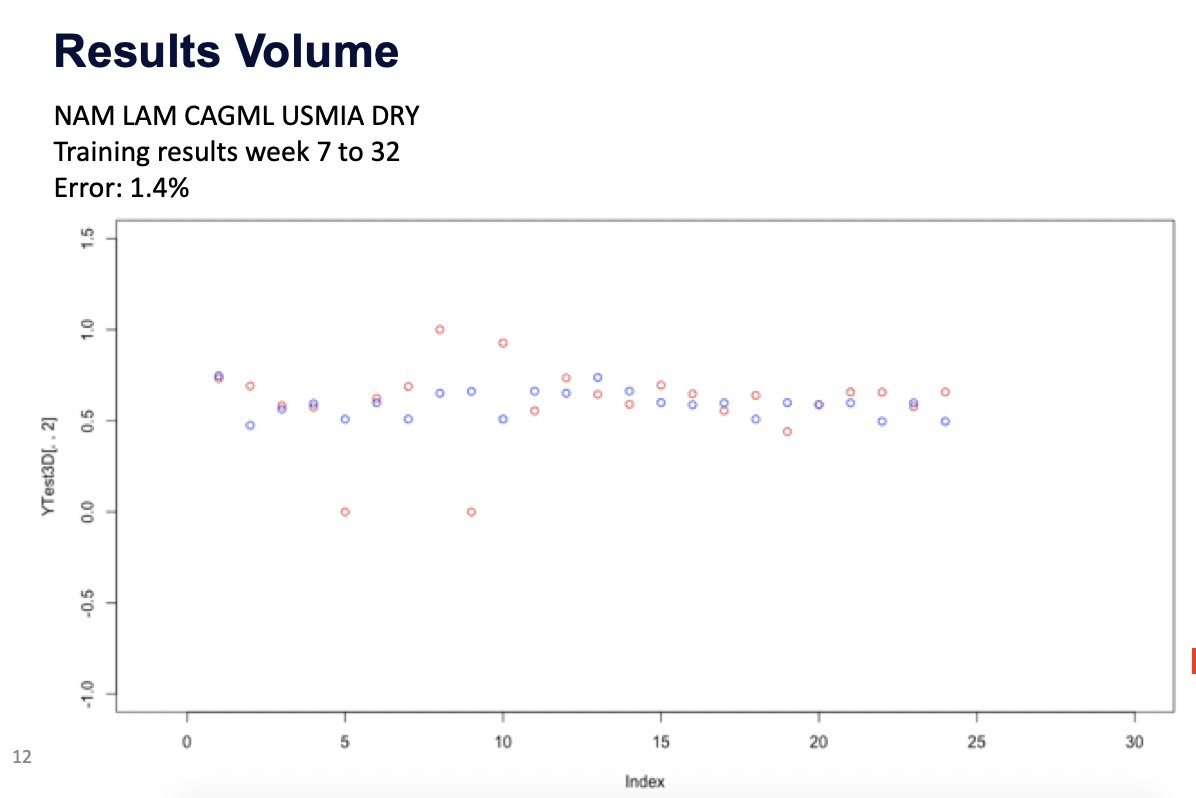 Results Volume
NAM LAM CAGML USMIA DRY
Training results week 7 to 32
Error: 1.4%
1.5
1.0
0.5
0.0
-0.5
-1.0
YTest3D[, , 2]
0 5 10 15 20 25 30
Index
12